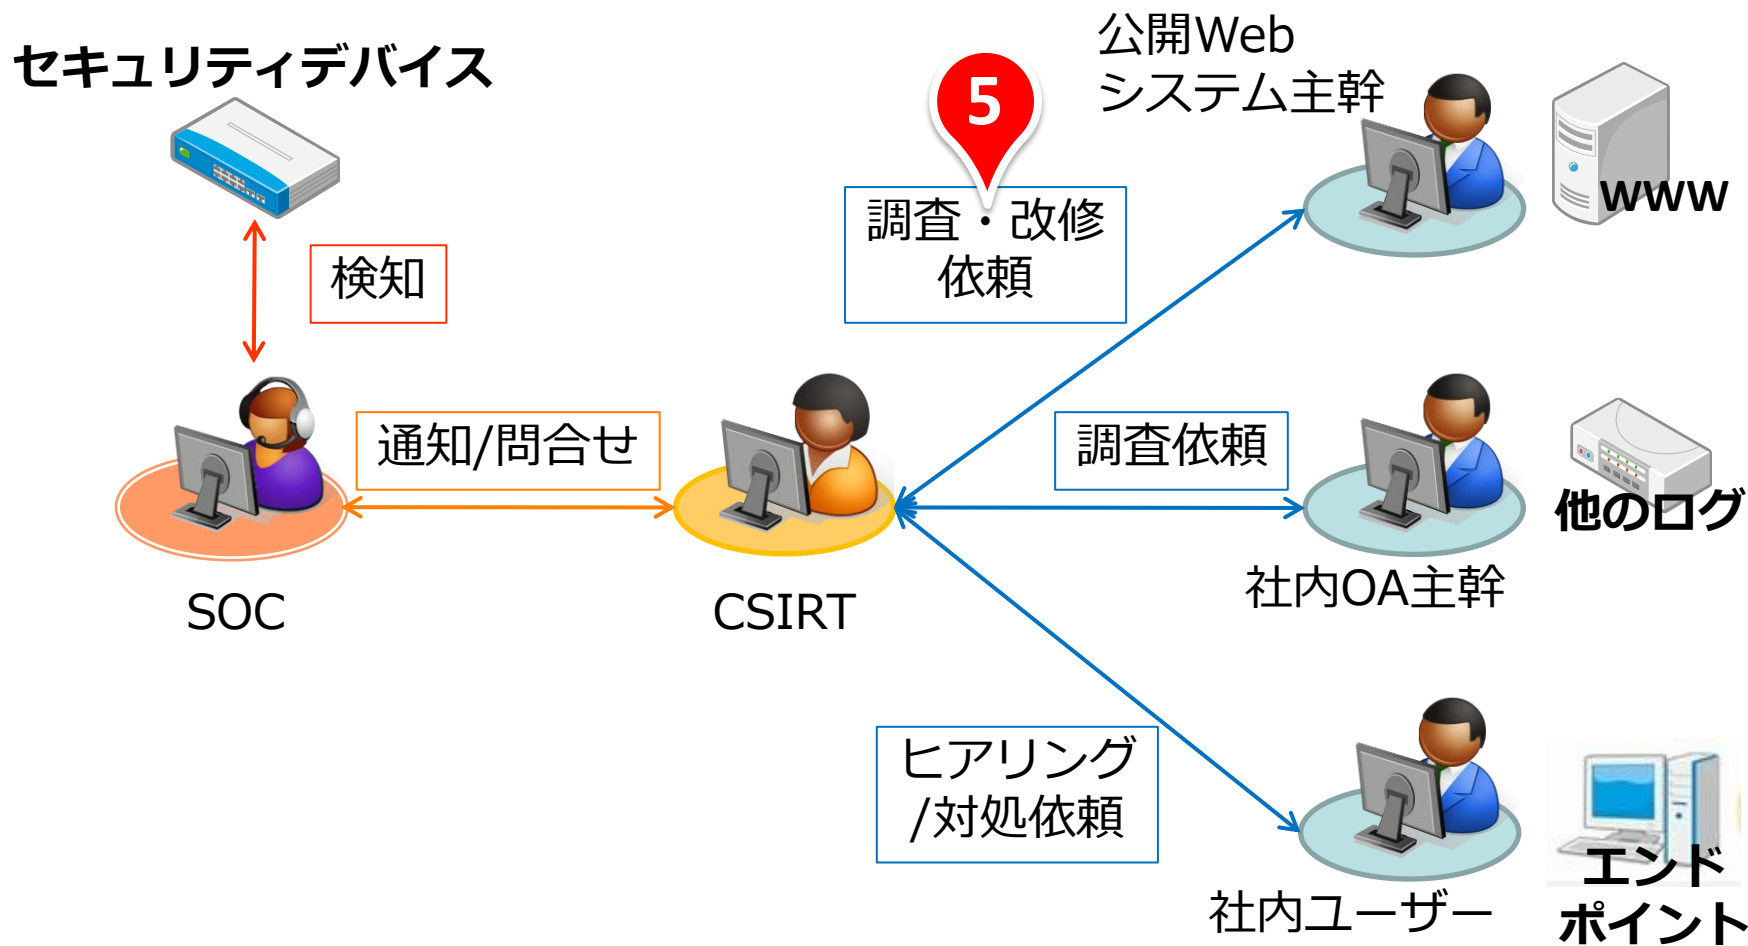 セキュリティデバイス
検知
SOC
通知/問合せ
CSIRT
5
調査・改修
依頼
公開Web
システム主幹
WWW
調査依頼
社内OA主幹
他のログ
ヒアリング
/対処依頼
社内ユーザー
エンド
ポイント